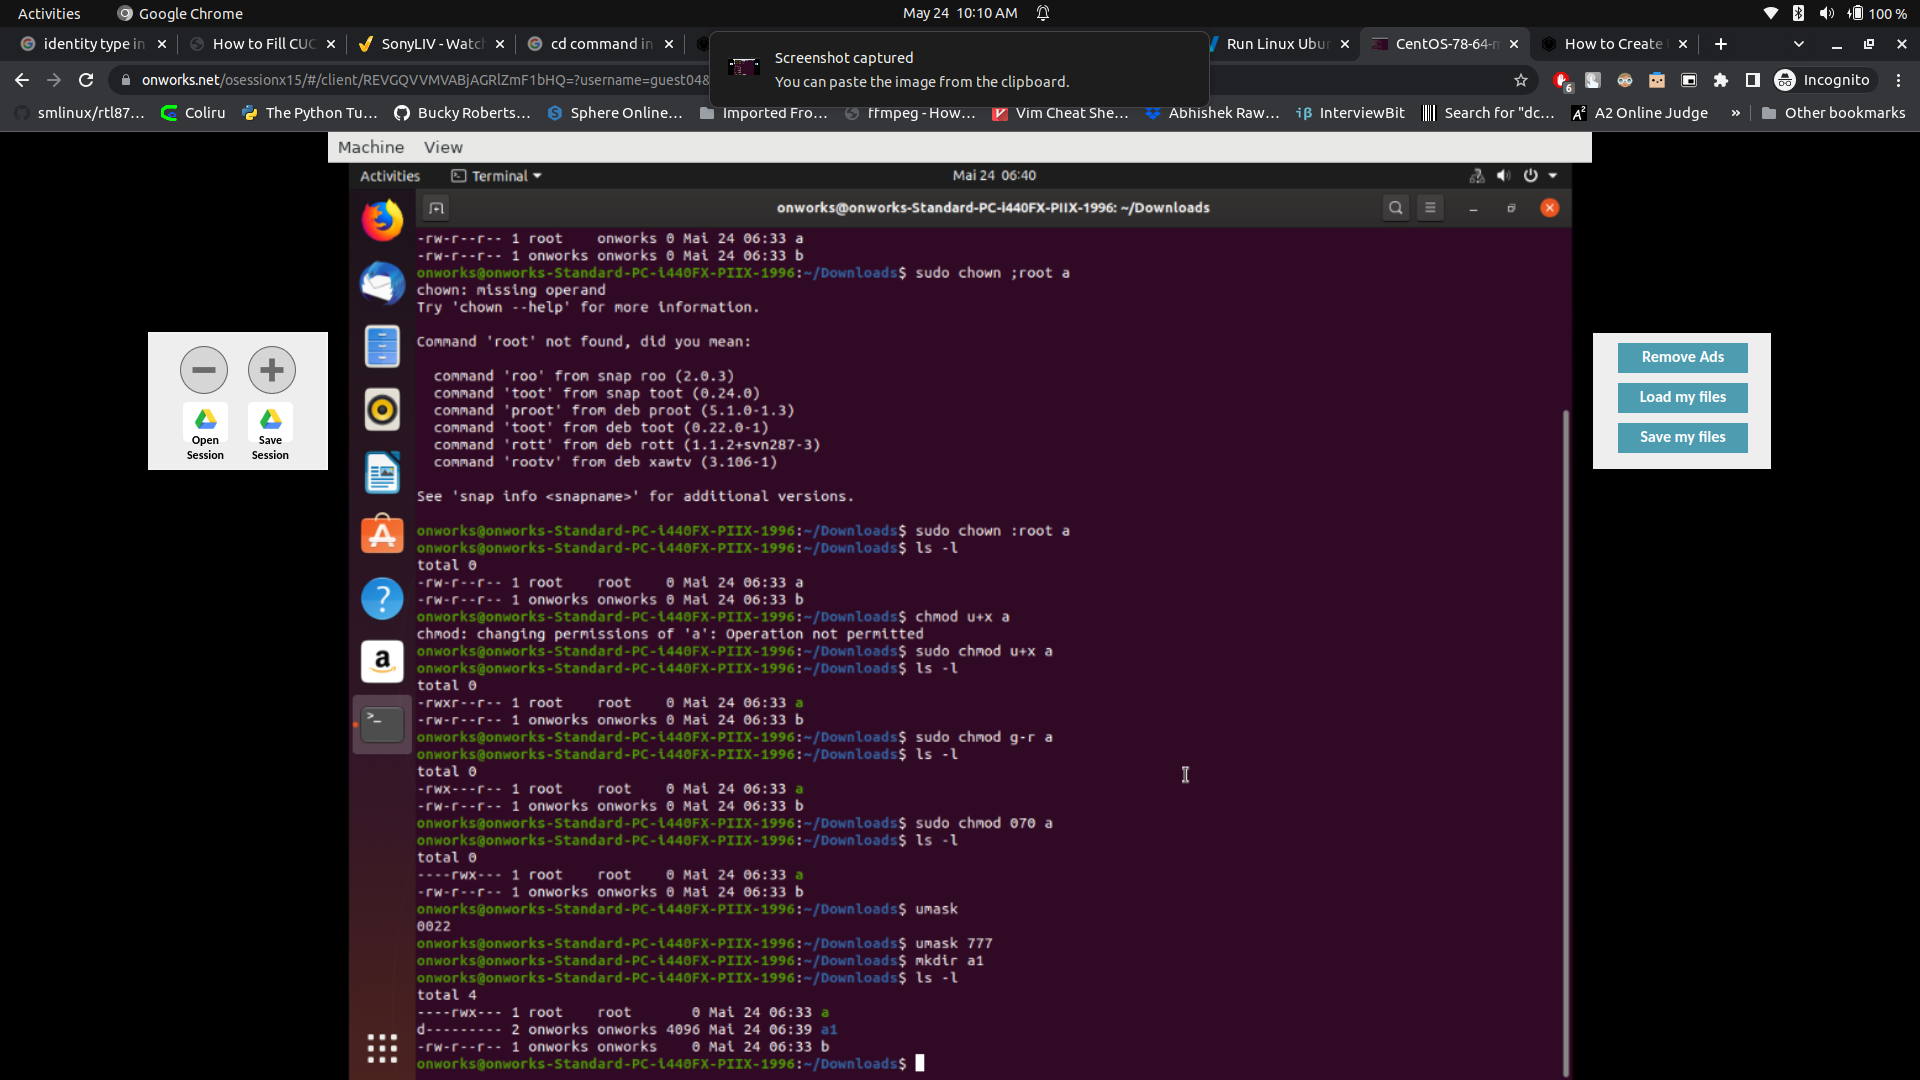 Activities Google Chrome May 24 10:10 AM 100 %
identity type in How to Fill CUC SonyLIV - Watc cd command in Run Linux Ubu CentOS-78-64-m How to Create
Screenshot captured
You can paste the image from the clipboard.
onworks.net/osessionx15/#/client/REVGQVVMVABjAGRlZmF1bHQ=?username=guest04& 6 Incognito
smlinux/rtl87... Coliru The Python Tu... Bucky Roberts... Sphere Online... Imported Fro... ffmpeg - How... Vim Cheat She... Abhishek Raw... InterviewBit Search for "dc... A2 Online Judge » Other bookmarks
Machine View
Activities Terminal Mai 24 06:40
onworks@onworks-Standard-PC-i440FX-PIIX-1996: ~/Downloads
-rw-r--r-- 1 root    onworks 0 Mai 24 06:33 a
-rw-r--r-- 1 onworks onworks 0 Mai 24 06:33 b
onworks@onworks-Standard-PC-i440FX-PIIX-1996:~/Downloads$ sudo chown ;root a
chown: missing operand
Try 'chown --help' for more information.
Command 'root' not found, did you mean:
command 'roo' from snap roo (2.0.3)
command 'toot' from snap toot (0.24.0)
command 'proot' from deb proot (5.1.0-1.3)
command 'toot' from deb toot (0.22.0-1)
command 'rott' from deb rott (1.1.2+svn287-3)
command 'rootv' from deb xawtv (3.106-1)
See 'snap info <snapname>' for additional versions.
onworks@onworks-Standard-PC-i440FX-PIIX-1996:~/Downloads$ sudo chown :root a
onworks@onworks-Standard-PC-i440FX-PIIX-1996:~/Downloads$ ls -l
total 0
-rw-r--r-- 1 root    root    0 Mai 24 06:33 a
-rw-r--r-- 1 onworks onworks 0 Mai 24 06:33 b
onworks@onworks-Standard-PC-i440FX-PIIX-1996:~/Downloads$ chmod u+x a
chmod: changing permissions of 'a': Operation not permitted
onworks@onworks-Standard-PC-i440FX-PIIX-1996:~/Downloads$ sudo chmod u+x a
onworks@onworks-Standard-PC-i440FX-PIIX-1996:~/Downloads$ ls -l
total 0
-rwxr--r-- 1 root    root    0 Mai 24 06:33 a
-rw-r--r-- 1 onworks onworks 0 Mai 24 06:33 b
onworks@onworks-Standard-PC-i440FX-PIIX-1996:~/Downloads$ sudo chmod g-r a
onworks@onworks-Standard-PC-i440FX-PIIX-1996:~/Downloads$ ls -l
total 0
-rwx---r-- 1 root    root    0 Mai 24 06:33 a
-rw-r--r-- 1 onworks onworks 0 Mai 24 06:33 b
onworks@onworks-Standard-PC-i440FX-PIIX-1996:~/Downloads$ sudo chmod 070 a
onworks@onworks-Standard-PC-i440FX-PIIX-1996:~/Downloads$ ls -l
total 0
----rwx--- 1 root    root    0 Mai 24 06:33 a
-rw-r--r-- 1 onworks onworks 0 Mai 24 06:33 b
onworks@onworks-Standard-PC-i440FX-PIIX-1996:~/Downloads$ umask
0022
onworks@onworks-Standard-PC-i440FX-PIIX-1996:~/Downloads$ umask 777
onworks@onworks-Standard-PC-i440FX-PIIX-1996:~/Downloads$ mkdir a1
onworks@onworks-Standard-PC-i440FX-PIIX-1996:~/Downloads$ ls -l
total 4
----rwx--- 1 root    root       0 Mai 24 06:33 a
d--------- 2 onworks onworks 4096 Mai 24 06:39 a1
-rw-r--r-- 1 onworks onworks    0 Mai 24 06:33 b
onworks@onworks-Standard-PC-i440FX-PIIX-1996:~/Downloads$
Open Session
Save Session
Remove Ads
Load my files
Save my files